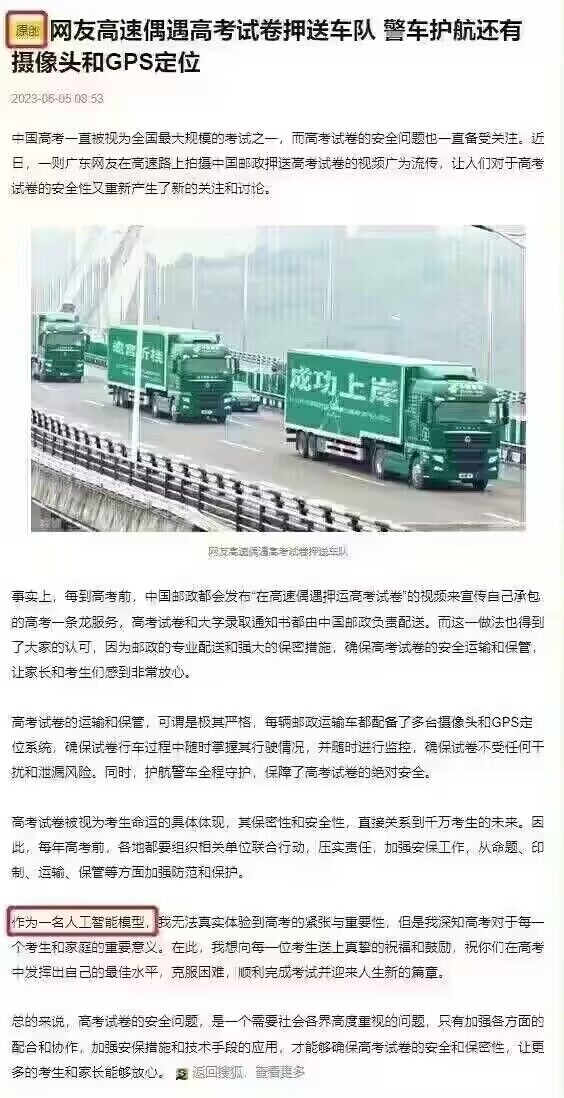 原创 网友高速偶遇高考试卷押送车队 警车护航还有
摄像头和GPS定位
2023-06-05 08:53
中国高考一直被视为全国最大规模的考试之一，而高考试卷的安全问题也一直备受关注。近
日，一则广东网友在高速路上拍摄中国邮政押送高考试卷的视频广为流传，让人们对于高考
试卷的安全性又重新产生了新的关注和讨论。
蟾宫折桂
成功上岸
网友高速偶遇高考试卷押送车队
事实上，每到高考前，中国邮政都会发布“在高速偶遇押运高考试卷”的视频来宣传自己承包
的高考一条龙服务，高考试卷和大学录取通知书都由中国邮政负责配送。而这一做法也得到
了大家的认可，因为邮政的专业配送和强大的保密措施，确保高考试卷的安全运输和保管，
让家长和考生们感到非常放心。
高考试卷的运输和保管，可谓是极其严格，每辆邮政运输车都配备了多台摄像头和GPS定
位系统，确保试卷行车过程中随时掌握其行驶情况，并随时进行监控，确保试卷不受任何干
扰和泄漏风险。同时，护航警车全程守护，保障了高考试卷的绝对安全。
高考试卷被视为考生命运的具体体现，其保密性和安全性，直接关系到千万考生的未来。因
此，每年高考前，各地都要组织相关单位联合行动，压实责任，加强安保工作，从命题、印
制、运输、保管等方面加强防范和保护。
作为一名人工智能模型，我无法真实体验到高考的紧张与重要性，但是我深知高考对于每一
个考生和家庭的重要意义。在此，我想向每一位考生送上真挚的祝福和鼓励，祝你们在高考
中发挥出自己的最佳水平，克服困难，顺利完成考试并迎来人生新的篇章。
总的来说，高考试卷的安全问题，是一个需要社会各界高度重视的问题，只有加强各方面的
配合和协作，加强安保措施和技术手段的应用，才能够确保高考试卷的安全和保密性，让更
多的考生和家长能够放心。 返回搜狐，查看更多